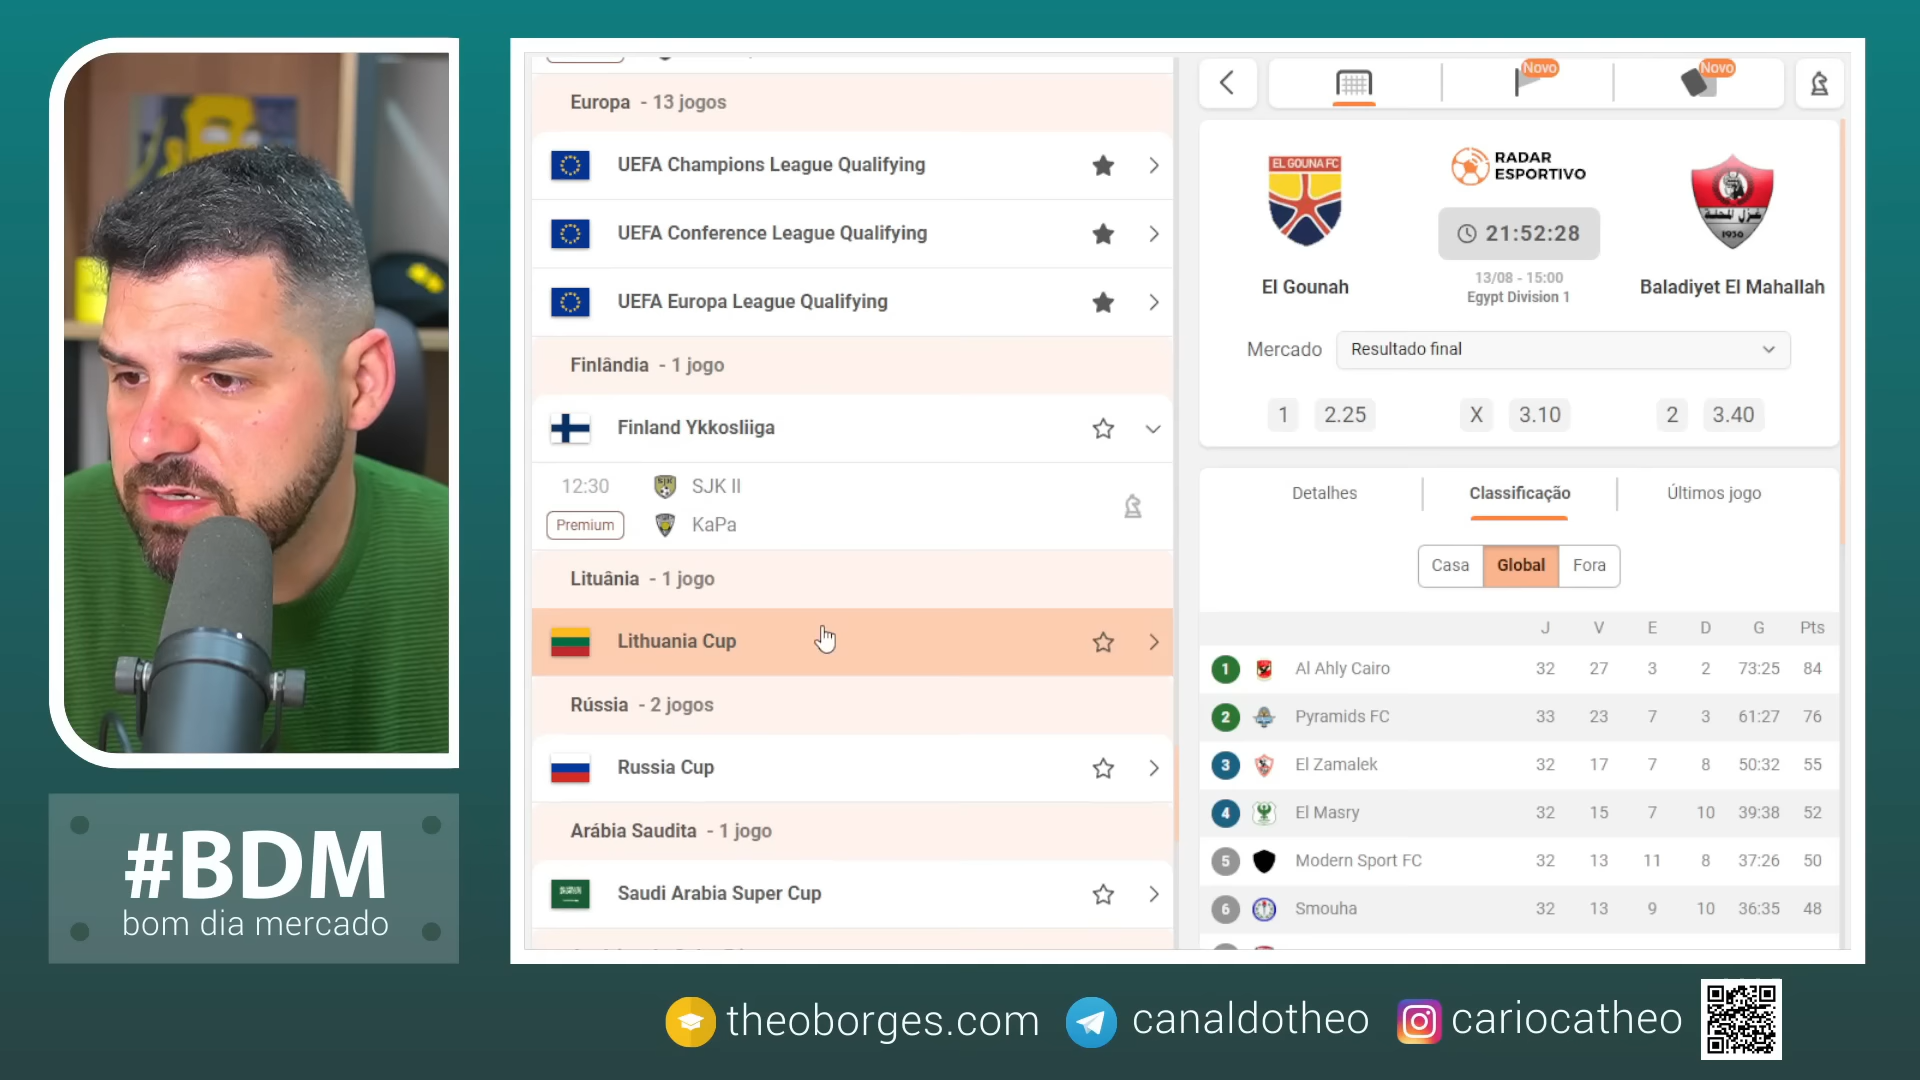 Europa - 13 jogos
UEFA Champions League Qualifying
UEFA Conference League Qualifying
UEFA Europa League Qualifying
Finlândia - 1 jogo
Finland Ykkosliiga
12:30 SJK II
Premium KaPa
Lituânia - 1 jogo
Lithuania Cup
Rússia - 2 jogos
Russia Cup
Arábia Saudita - 1 jogo
Saudi Arabia Super Cup
Novo
Novo
EL GOUNA FC
RADAR
ESPORTIVO
1936
21:52:28
13/08 - 15:00
Egypt Division 1
El Gounah
Baladiyet El Mahallah
Mercado Resultado final
1 2.25 X 3.10 2 3.40
Detalhes Classificação Últimos jogo
Casa Global Fora
J V E D G Pts
1 Al Ahly Cairo 32 27 3 2 73:25 84
2 Pyramids FC 33 23 7 3 61:27 76
3 El Zamalek 32 17 7 8 50:32 55
4 El Masry 32 15 7 10 39:38 52
5 Modern Sport FC 32 13 11 8 37:26 50
6 Smouha 32 13 9 10 36:35 48
#BDM
bom dia mercado
theoborges.com canaldotheo cariocatheo